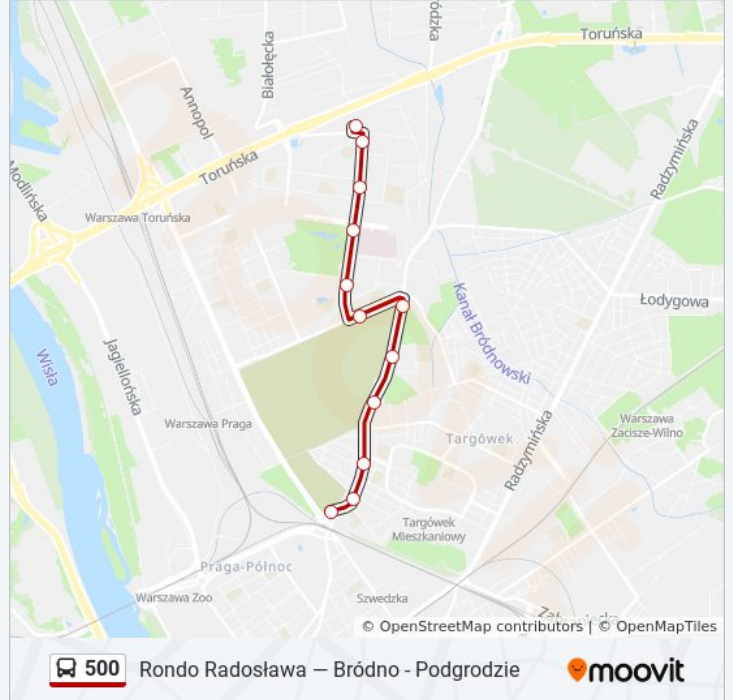 Toruńska
Białołęcka
ódzka
Annopol
Radzymińska
Toruńska
Modlińska
Warszawa Toruńska
Kanał Bródnowski
Łodygowa
Wisła
Jagiellońska
Warszawa Praga
Targówek
Radzymińska
Warszawa
Zacisze-Wilno
Targówek
Mieszkaniowy
Praga-Północ
Warszawa Zoo
Szwedzka
© OpenStreetMap contributors | © OpenMapTiles
500 Rondo Radosława — Bródno - Podgrodzie
moovit